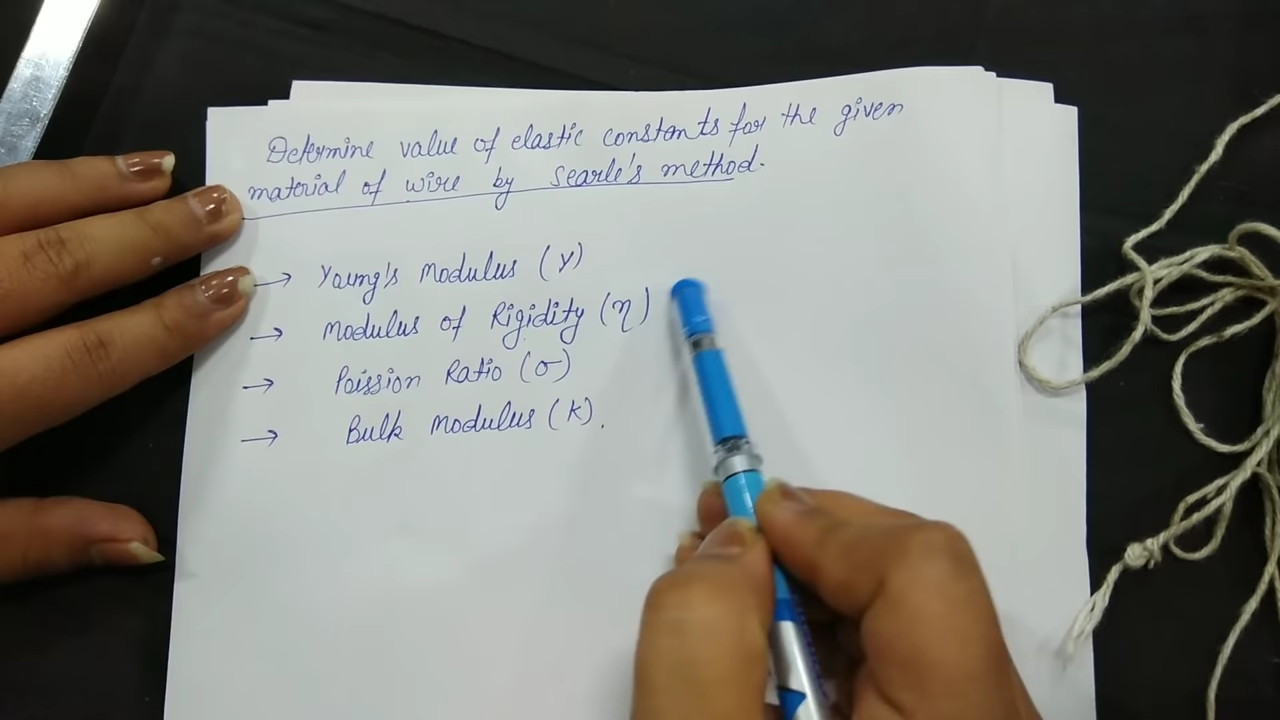 Determine value of elastic constants for the given
material of wire by Searle's method.
→ Young's Modulus (Y)
→ Modulus of Rigidity (η)
→ Poission Ratio (σ)
→ Bulk Modulus (K).